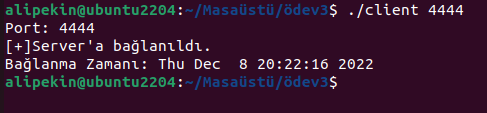 alipekin@ubuntu2204:~/Masaüstü/ödev3$ ./client 4444
Port: 4444
[+]Server'a bağlanıldı.
Bağlanma Zamanı: Thu Dec  8 20:22:16 2022
alipekin@ubuntu2204:~/Masaüstü/ödev3$